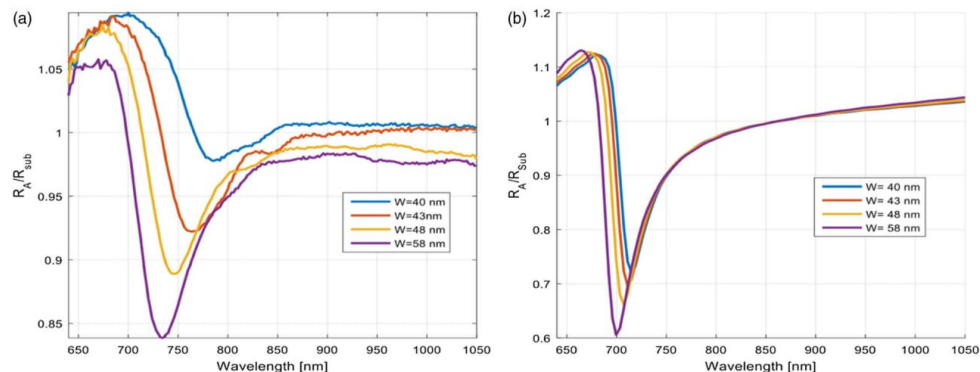 (a)
R_A/R_Sub
1.05
1
0.95
0.9
0.85
W=40 nm
W=43nm
W=48 nm
W=58 nm
650 700 750 800 850 900 950 1000 1050
Wavelength [nm]
(b)
R_A/R_Sub
1.2
1.1
1
0.9
0.8
0.7
0.6
W= 40 nm
W= 43 nm
W= 48 nm
W= 58 nm
650 700 750 800 850 900 950 1000 1050
Wavelength [nm]